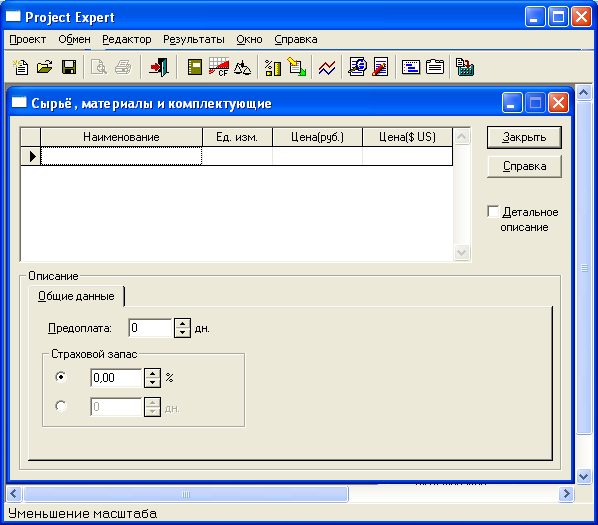 Project Expert
Проект Обмен Редактор Результаты Окно Справка
CF
Сырьё, материалы и комплектующие
Наименование Ед. изм. Цена(руб.) Цена($ US)
Закрыть
Справка
Детальное
описание
Описание
Общие данные
Предоплата: 0 дн.
Страховой запас
0,00 %
0 дн.
Уменьшение масштаба